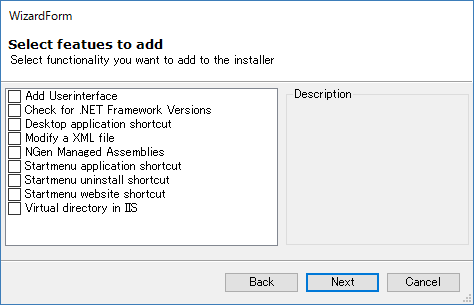 WizardForm
Select featues to add
Select functionality you want to add to the installer
Add Userinterface
Check for .NET Framework Versions
Desktop application shortcut
Modify a XML file
NGen Managed Assemblies
Startmenu application shortcut
Startmenu uninstall shortcut
Startmenu website shortcut
Virtual directory in IIS
Description
Back Next Cancel